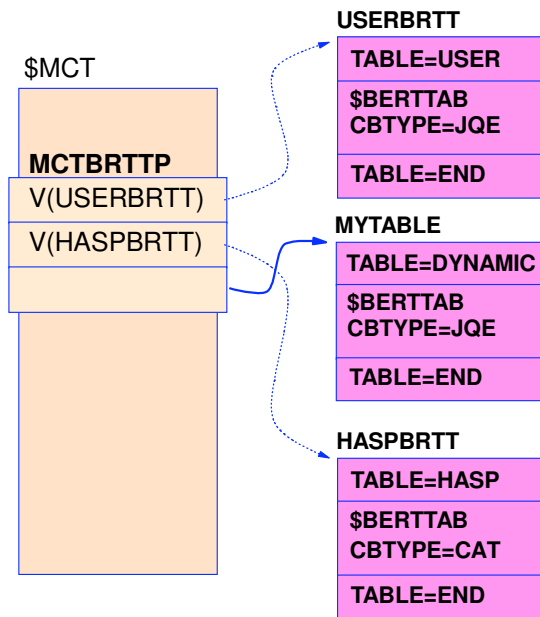 $MCT
MCTBRTTP
V(USERBRTT)
V(HASPBRTT)
USERBRTT
TABLE=USER
$BERTTAB
CBTYPE=JQE
TABLE=END
MYTABLE
TABLE=DYNAMIC
$BERTTAB
CBTYPE=JQE
TABLE=END
HASPBRTT
TABLE=HASP
$BERTTAB
CBTYPE=CAT
TABLE=END